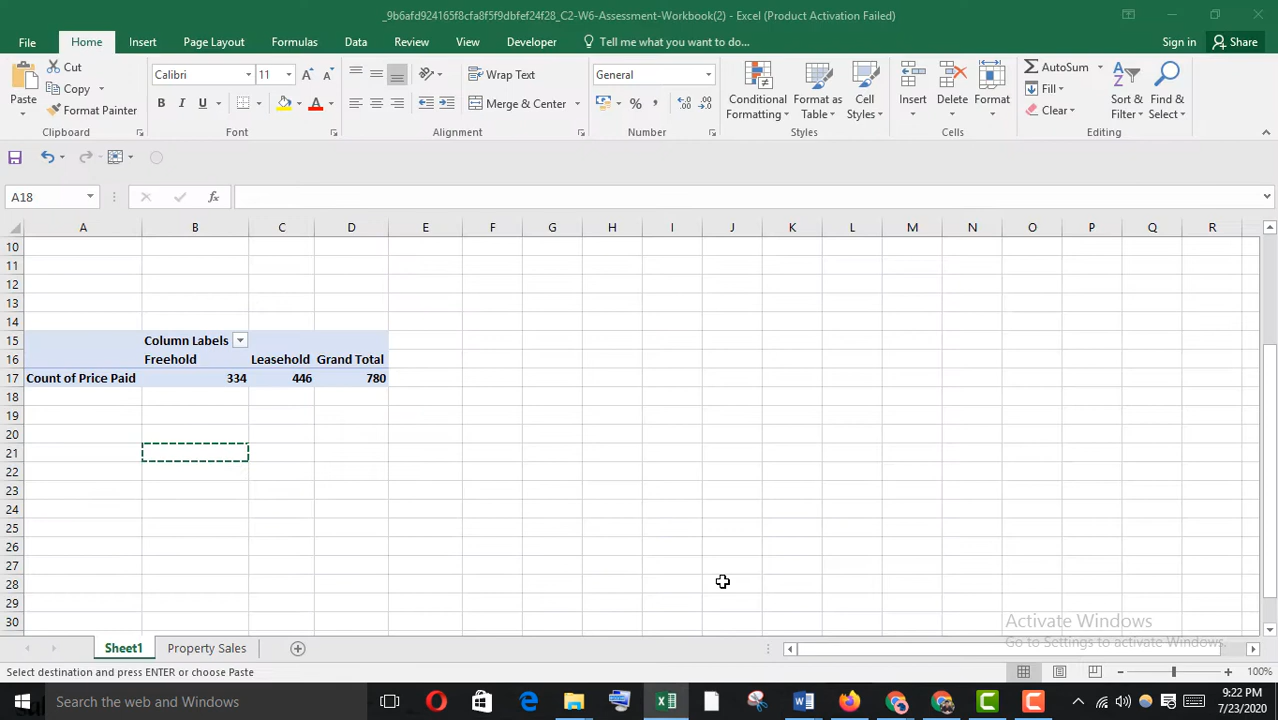 _9b6afd924165f8cfa8f5f9dbfef24f28_C2-W6-Assessment-Workbook(2) - Excel (Product Activation Failed)
File Home Insert Page Layout Formulas Data Review View Developer Tell me what you want to do... Sign in Share
Paste
Cut
Copy
Format Painter
Clipboard
Calibri 11
B I U
Font
Wrap Text
Merge & Center
Alignment
General
%
Number
Conditional Formatting
Format as Table
Cell Styles
Styles
Insert
Delete
Format
Cells
AutoSum
Fill
Clear
Sort & Filter
Find & Select
Editing
A18 fx
A B C D E F G H I J K L M N O P Q R
10
11
12
13
14
15 Column Labels
16 Freehold Leasehold Grand Total
17 Count of Price Paid 334 446 780
18
19
20
21
22
23
24
25
26
27
28
29
30
Activate Windows
Go to Settings to activate Windows.
Sheet1 Property Sales
Select destination and press ENTER or choose Paste 100%
Search the web and Windows
9:22 PM
7/23/2020